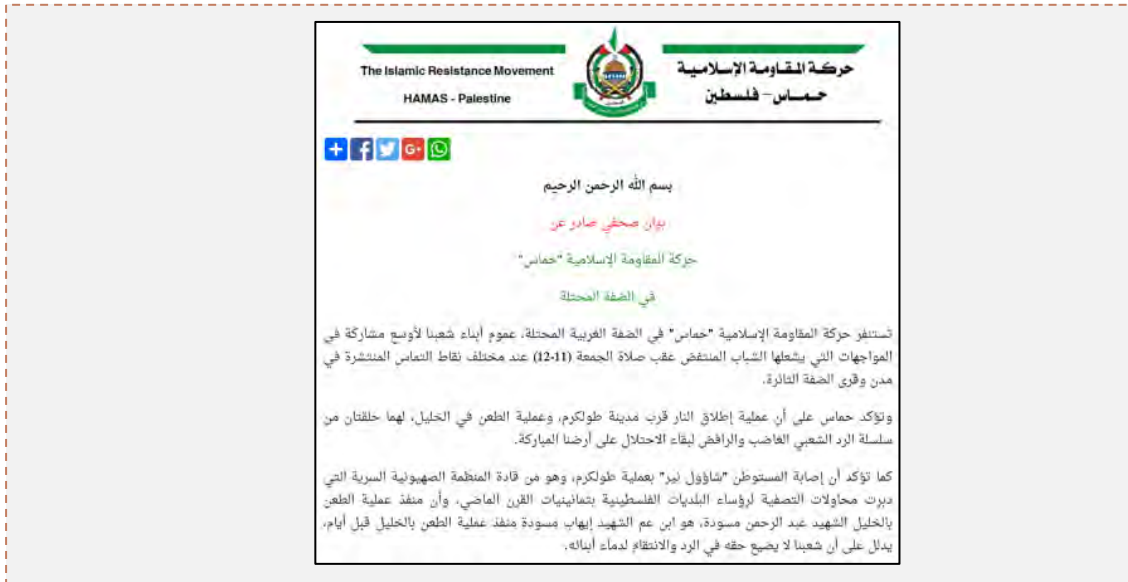 The Islamic Resistance Movement
HAMAS - Palestine
حركة المقاومة الإسلامية
حماس - فلسطين
بسم الله الرحمن الرحيم
بيان صحفي صادر عن
حركة المقاومة الإسلامية "حماس"
في الضفة المحتلة
تستنفر حركة المقاومة الإسلامية "حماس" في الضفة الغربية المحتلة، عموم أبناء شعبنا لأوسع مشاركة في
المواجهات التي يشعلها الشباب المنتفض عقب صلاة الجمعة (11-12) عند مختلف نقاط التماس المنتشرة في
مدن وقرى الضفة الثائرة.
وتؤكد حماس على أن عملية إطلاق النار قرب مدينة طولكرم، وعملية الطعن في الخليل، لهما حلقتان من
سلسلة الرد الشعبي الغاضب والرافض لبقاء الاحتلال على أرضنا المباركة.
كما تؤكد أن إصابة المستوطن "شاؤول نير" بعملية طولكرم، وهو من قادة المنظمة الصهيونية السرية التي
دبرت محاولات التصفية لرؤساء البلديات الفلسطينية بثمانينيات القرن الماضي، وأن منفذ عملية الطعن
بالخليل الشهيد عبد الرحمن مسودة، هو ابن عم الشهيد إيهاب مسودة منفذ عملية الطعن بالخليل قبل أيام،
يدلل على أن شعبنا لا يضيع حقه في الرد والانتقام لدماء أبنائه.